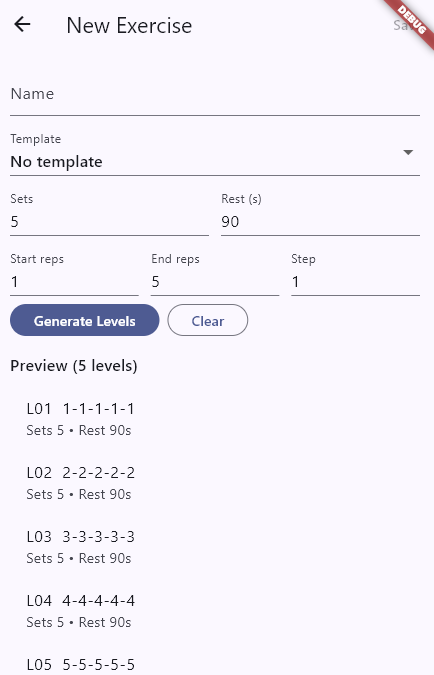 New Exercise
DEBUG
Name
Template
No template
Sets
Rest (s)
5
90
Start reps
End reps
Step
1
5
1
Generate Levels
Clear
Preview (5 levels)
L01 1-1-1-1-1
Sets 5 • Rest 90s
L02 2-2-2-2-2
Sets 5 • Rest 90s
L03 3-3-3-3-3
Sets 5 • Rest 90s
L04 4-4-4-4-4
Sets 5 • Rest 90s
L05 5-5-5-5-5